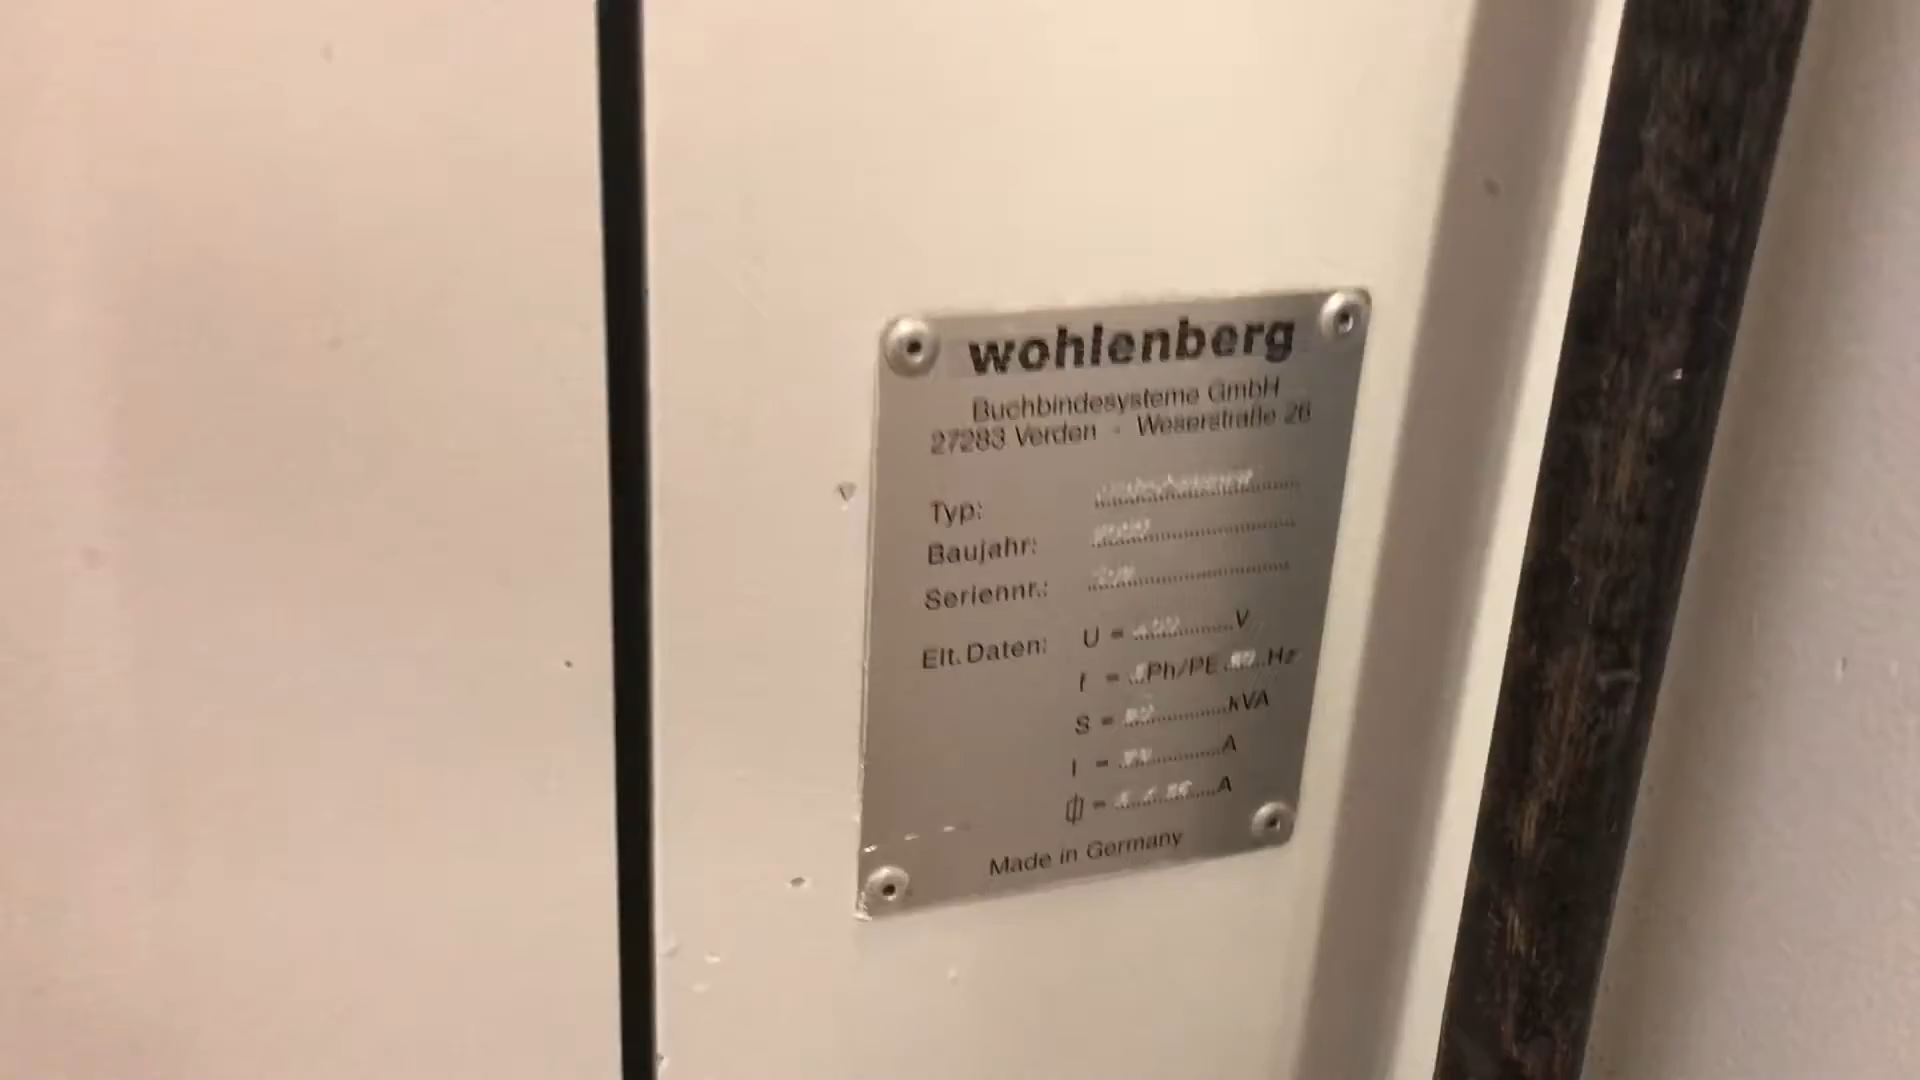 wohlenberg
Buchbindesysteme GmbH
27283 Verden - Weserstraße 26
Typ:
Baujahr:
Seriennr.:
Elt. Daten: U = V
f = Ph/PE Hz
S = kVA
I = A
= A
Made in Germany